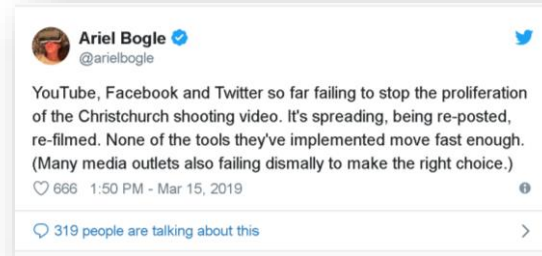 Ariel Bogle
@arielbogle
YouTube, Facebook and Twitter so far failing to stop the proliferation
of the Christchurch shooting video. It's spreading, being re-posted,
re-filmed. None of the tools they've implemented move fast enough.
(Many media outlets also failing dismally to make the right choice.)
666 1:50 PM - Mar 15, 2019
319 people are talking about this